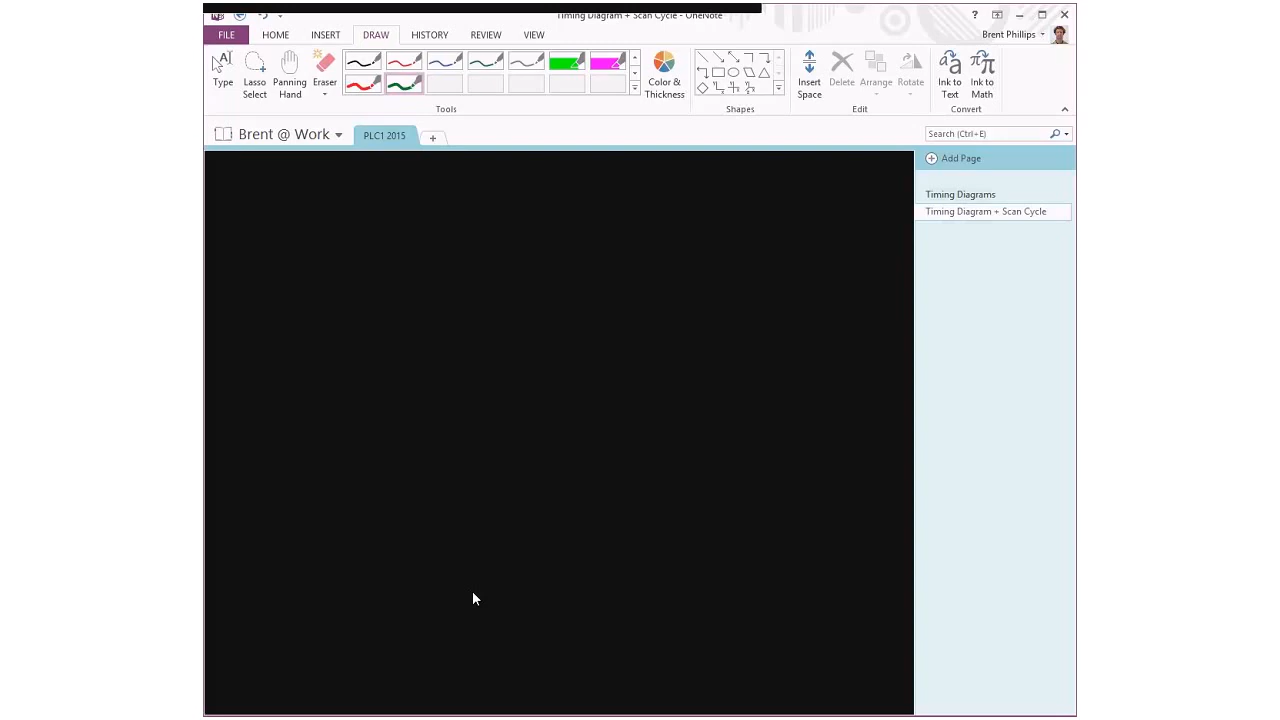 Timing Diagram + Scan Cycle - OneNote
?
FILE HOME INSERT DRAW HISTORY REVIEW VIEW
Brent Phillips
Type
Lasso Select
Panning Hand
Eraser
Color & Thickness
Insert Space
Delete
Arrange
Rotate
Ink to Text
Ink to Math
Tools
Shapes
Edit
Convert
Brent @ Work
PLC1 2015
+
Search (Ctrl+E)
Add Page
Timing Diagrams
Timing Diagram + Scan Cycle